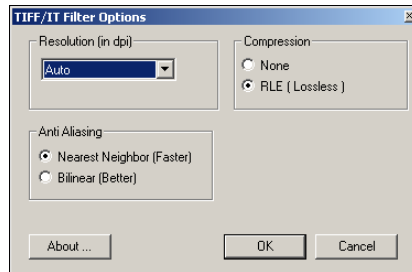 TIFF/IT Filter Options
Resolution (in dpi)
Auto
Compression
None
RLE ( Lossless )
Anti Aliasing
Nearest Neighbor (Faster)
Bilinear (Better)
About ...
OK
Cancel